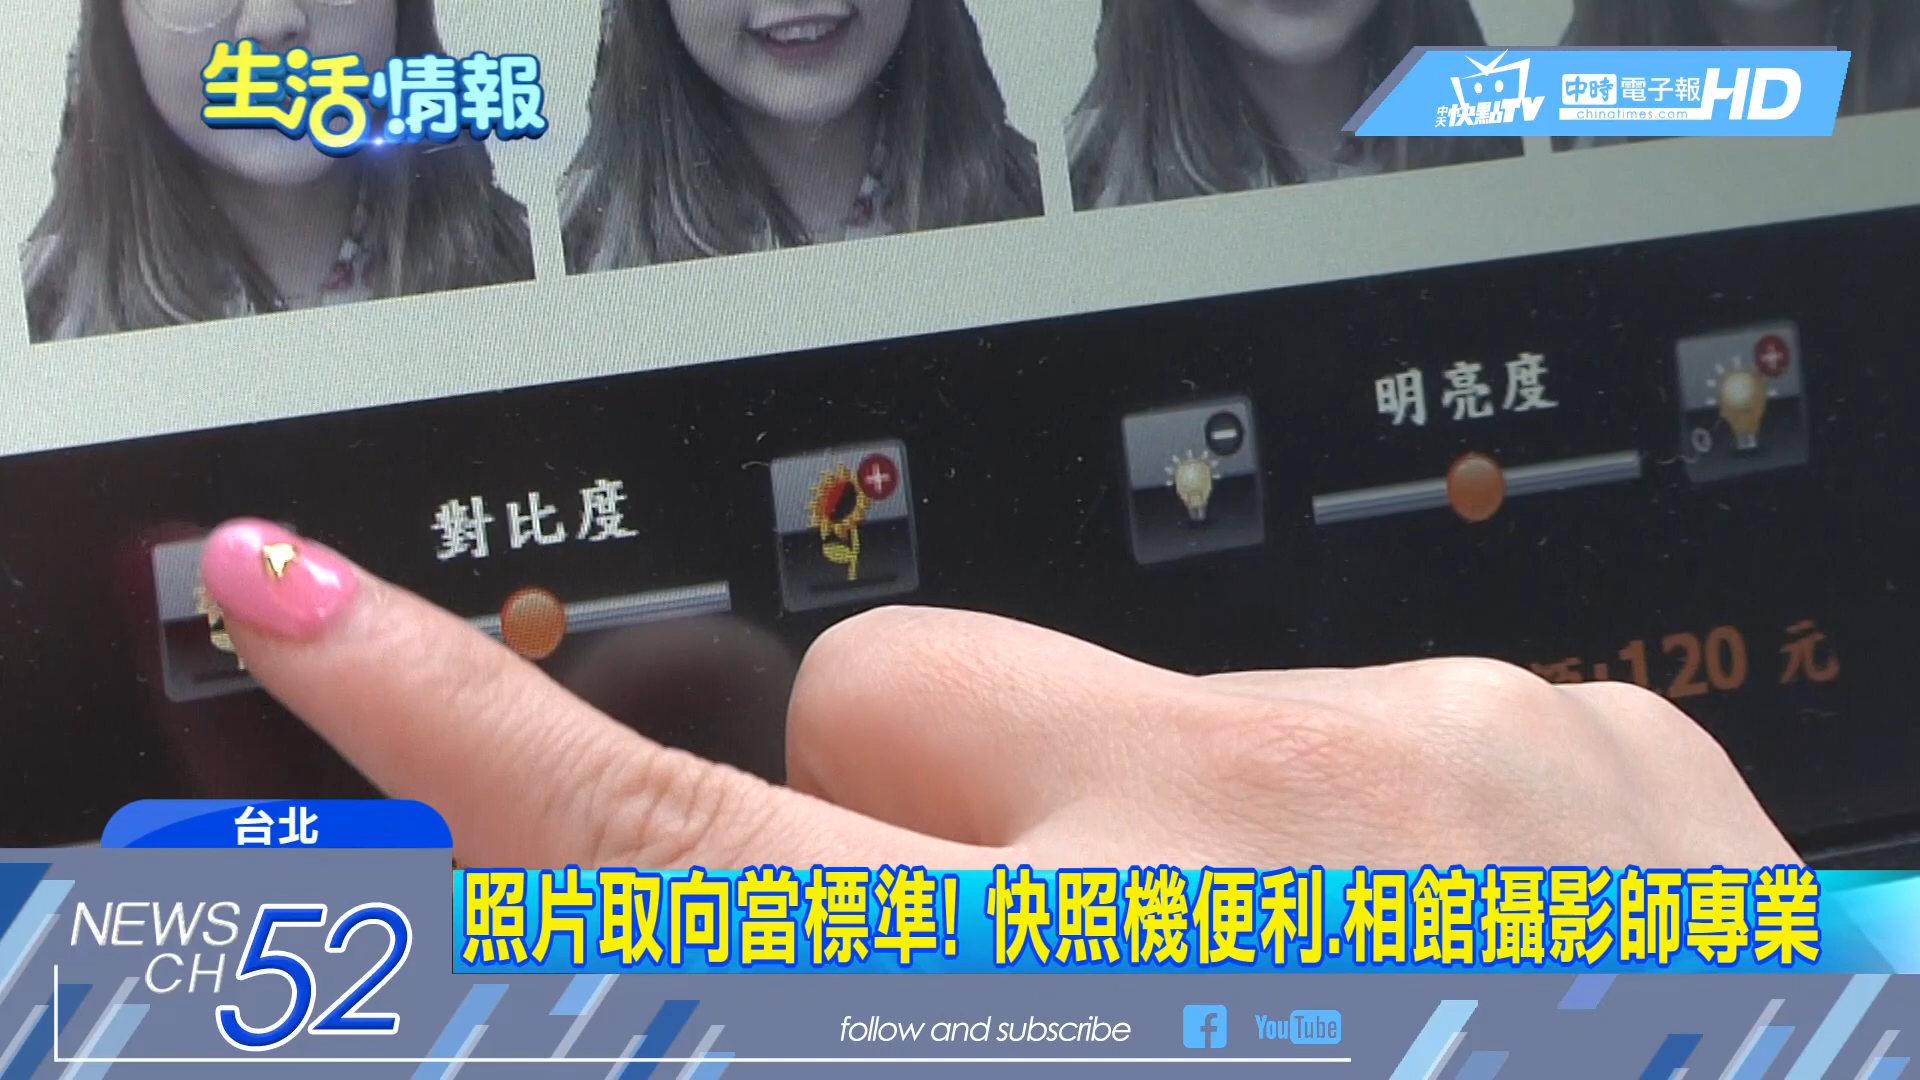 生活情報
中天快點TV
中時電子報 HD
chinatimes.com
明亮度
對比度
:120 元
台北
NEWS
CH 52
照片取向當標準! 快照機便利.相館攝影師專業
follow and subscribe
YouTube